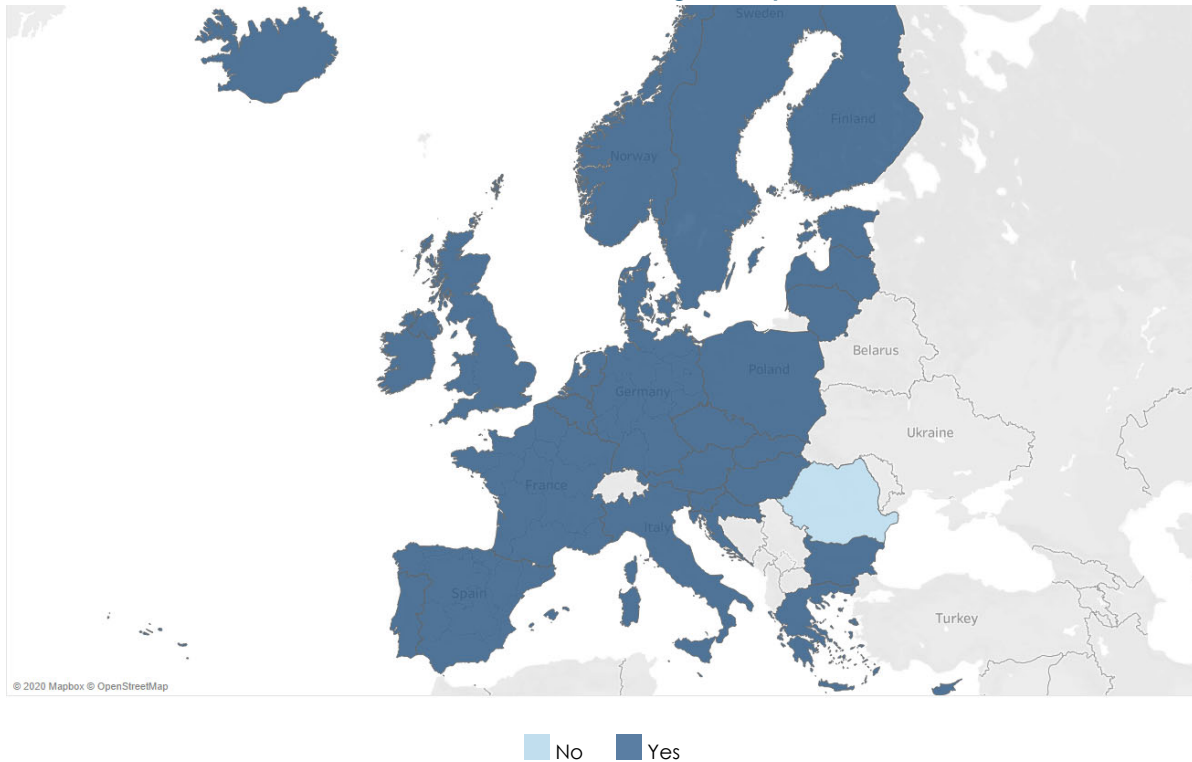 Sweden
Finland
Norway
Belarus
Poland
Germany
Ukraine
France
Italy
Spain
Turkey
© 2020 Mapbox © OpenStreetMap
No
Yes